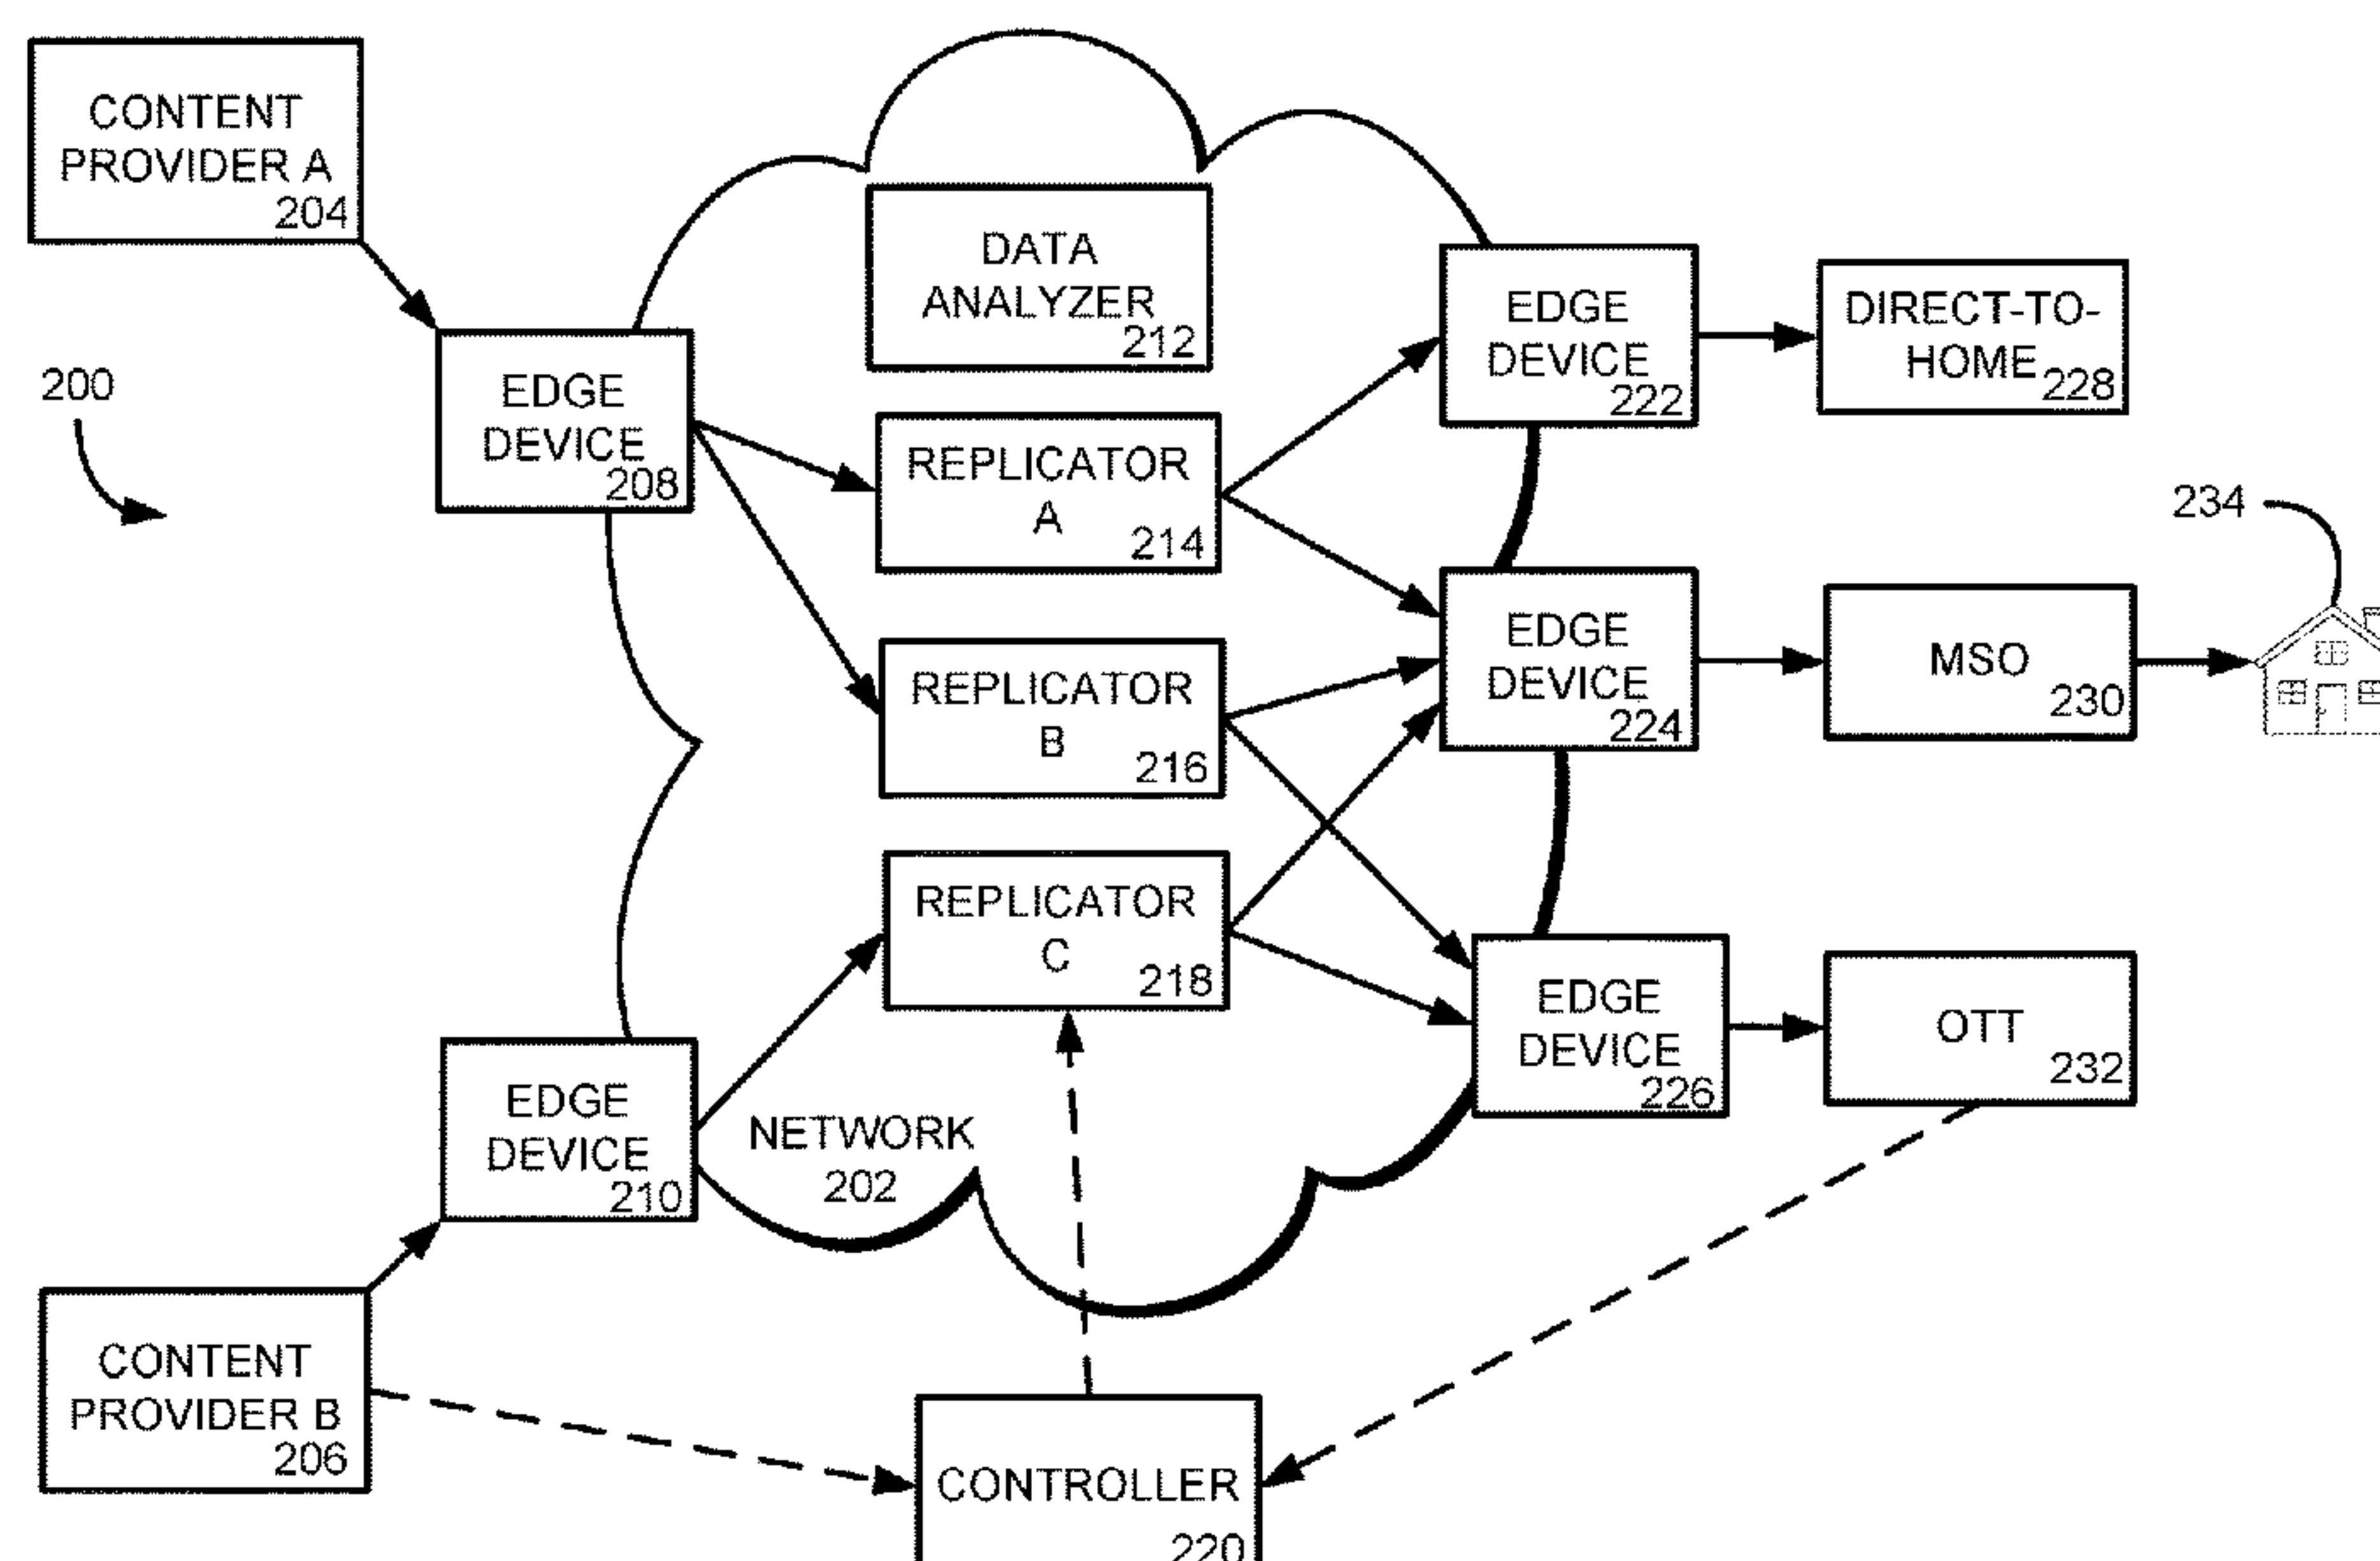 CONTENT
PROVIDER A
204
200
EDGE
DEVICE
208
DATA
ANALYZER
212
REPLICATOR
A
214
REPLICATOR
B
216
REPLICATOR
C
218
EDGE
DEVICE
222
DIRECT-TO-
HOME
228
234
EDGE
DEVICE
224
MSO
230
EDGE
DEVICE
226
OTT
232
EDGE
DEVICE
210
NETWORK
202
CONTENT
PROVIDER B
206
CONTROLLER
220